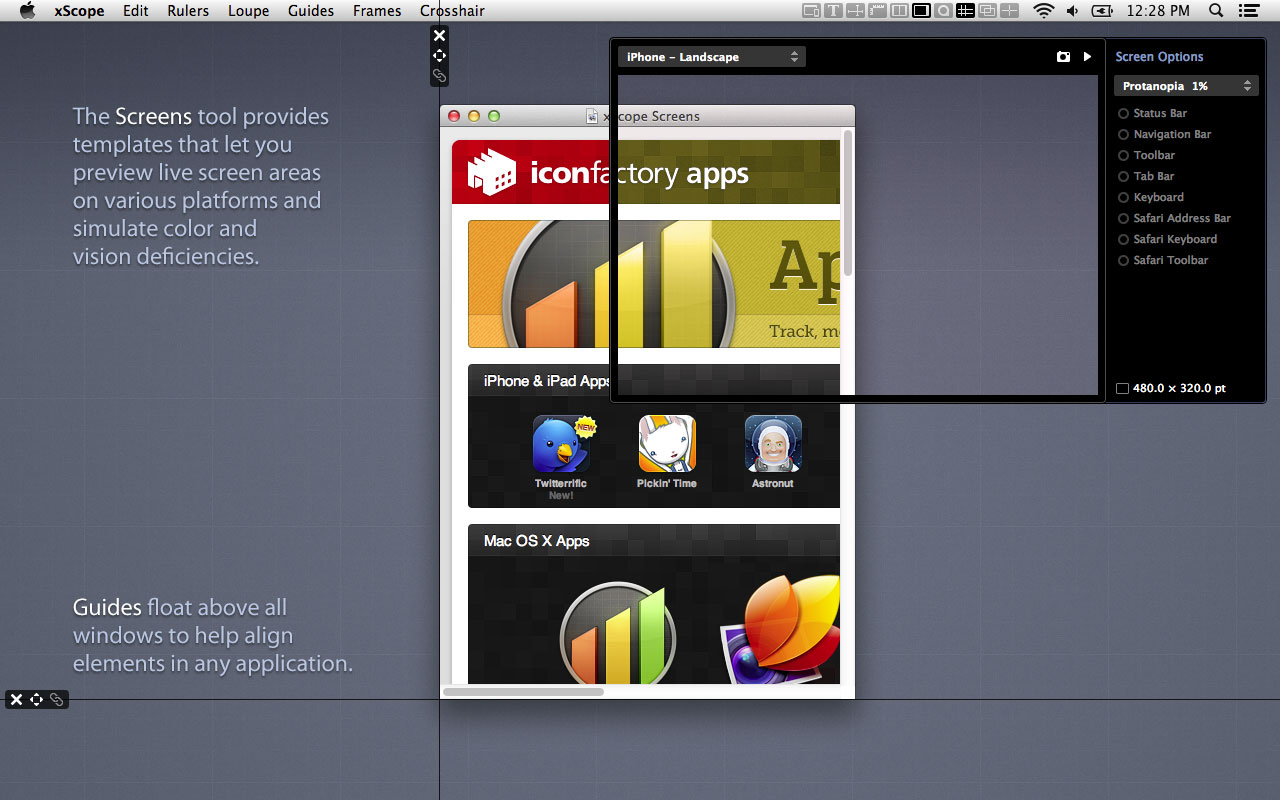 xScope Edit Rulers Loupe Guides Frames Crosshair 12:28 PM
iPhone – Landscape
Screen Options
Protanopia 1%
Status Bar
Navigation Bar
Toolbar
Tab Bar
Keyboard
Safari Address Bar
Safari Keyboard
Safari Toolbar
480.0 × 320.0 pt
The Screens tool provides
templates that let you
preview live screen areas
on various platforms and
simulate color and
vision deficiencies.
xScope Screens
iconfactory apps
Ap
Track, m
iPhone & iPad Apps
NEW
Twitterrific
New!
Pickin' Time
Astronut
Mac OS X Apps
Guides float above all
windows to help align
elements in any application.